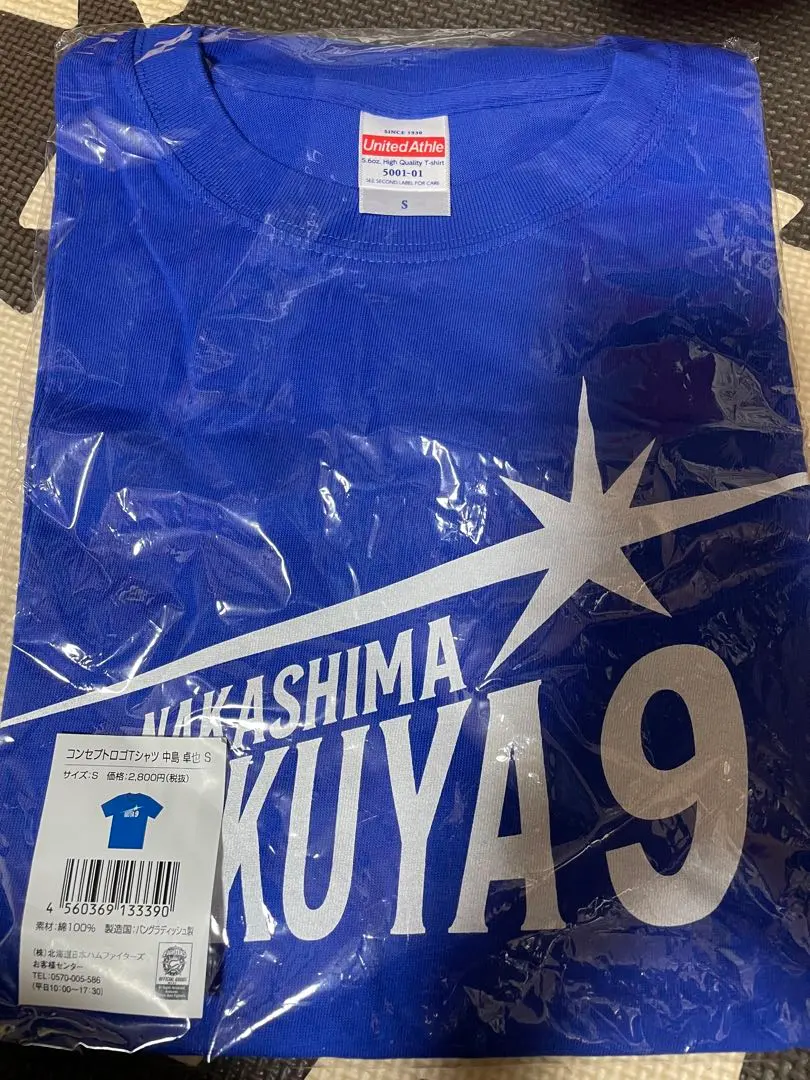 SINCE 1930
United Athle
5.6oz. High Quality T-shirt
5001-01
SEE SECOND LABEL FOR CARE
S
NAKASHIMA
KUYA 9
コンセプトロゴTシャツ 中島 卓也 S
サイズ:S 価格:2,800円(税抜)
4 560369 133390
素材:綿100% 製造国:バングラディッシュ製
(株)北海道日本ハムファイターズ
お客様センター
TEL:0570-005-586
(平日10:00〜17:30)
FIGHTERS
OFFICIAL GOODS